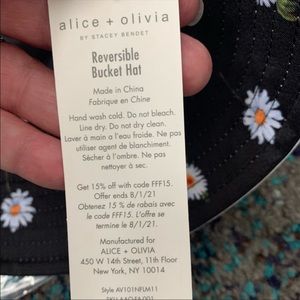 alice + olivia
BY STACEY BENDET
Reversible
Bucket Hat
Made in China
Fabriqué en Chine
Hand wash cold. Do not bleach.
Line dry. Do not dry clean.
Laver à main a l'eau froide. Ne pas
utiliser agent de blanchiment.
Sécher à l'ombre. Ne pas
nettoyer à sec.
Get 15% off with code FFF15.
Offer ends 8/1/21
Obtenez 15 % de rabais avec
le code FFF15. L'offre se
termine le 8/1/21.
Manufactured for
ALICE + OLIVIA
450 W 14th Street, 11th Floor
New York, NY 10014
Style AV101NFLM11